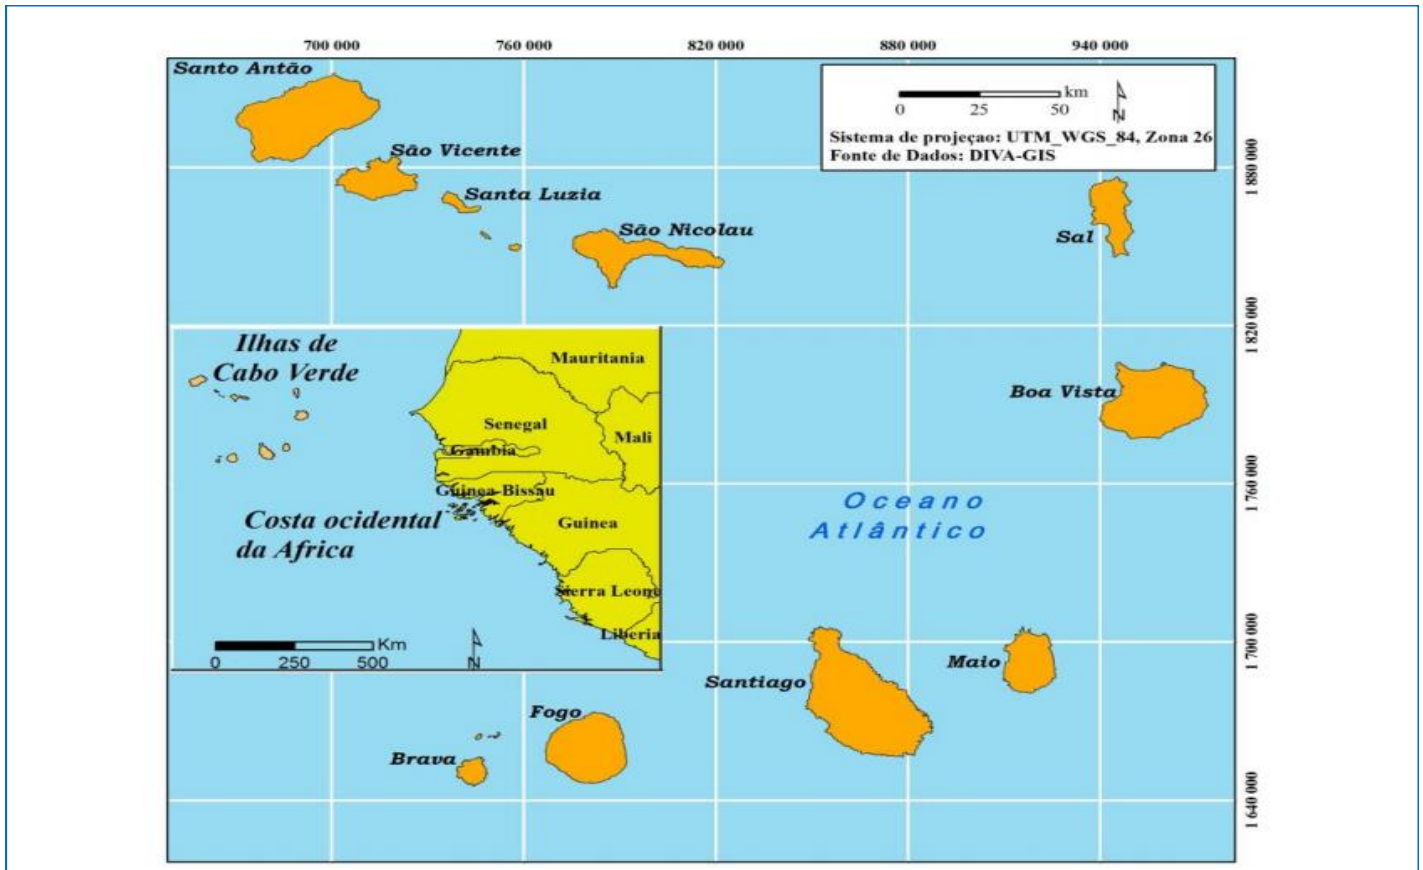 700 000
760 000
820 000
880 000
940 000
Santo Antão
São Vicente
Santa Luzia
São Nicolau
km
0 25 50
N
Sistema de projeçao: UTM_WGS_84, Zona 26
Fonte de Dados: DIVA-GIS
1 880 000
Sal
1 820 000
Ilhas de
Cabo Verde
Mauritania
Senegal
Mali
Gambia
Guinea-Bissau
Guinea
Costa ocidental
da Africa
Sierra Leone
Liberia
Km
0 250 500
N
Boa Vista
1 760 000
Oceano
Atlântico
1 700 000
Maio
Santiago
Fogo
Brava
1 640 000